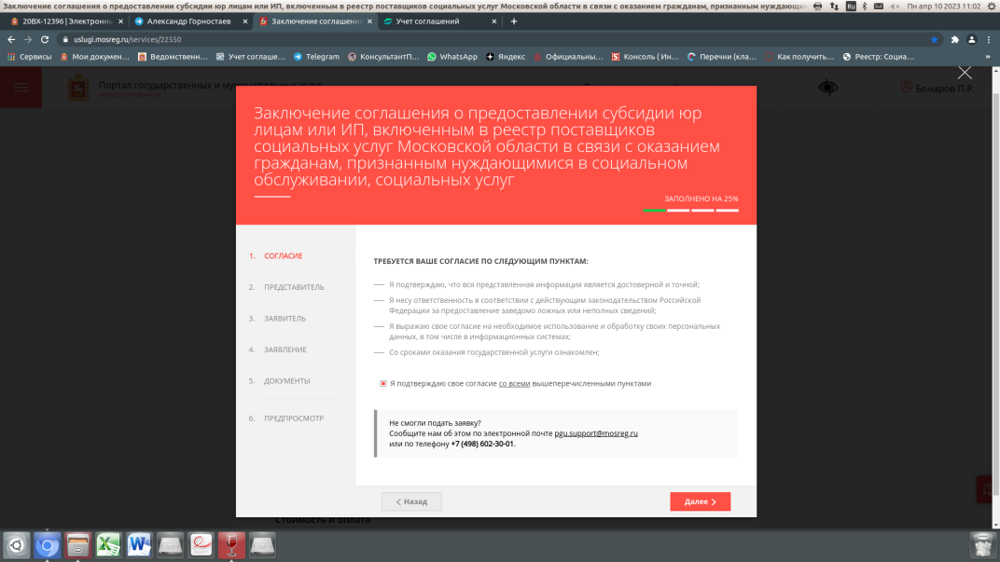 Заключение соглашения о предоставлении субсидии юр лицам или ИП, включенным в реестр поставщиков социальных услуг Московской области в связи с оказанием гражданам, признанным нуждающи
Ru
Пн апр 10 2023 11:02
20ВХ-12396 | Электронн
Александр Горностаев
Заключение соглашени
Учет соглашений
uslugi.mosreg.ru/services/22550
Сервисы
Мои докумен...
Ведомственн...
Учет соглаше...
Telegram
КонсультантП...
WhatsApp
Яндекс
Официальны...
Консоль ( Ин...
Перечни (кла...
Как получить...
Реестр: Социа...
»
Портал государственных и муниципальных услуг
Бочаров П.Р.
Заключение соглашения о предоставлении субсидии юр
лицам или ИП, включенным в реестр поставщиков
социальных услуг Московской области в связи с оказанием
гражданам, признанным нуждающимися в социальном
обслуживании, социальных услуг
ЗАПОЛНЕНО НА 25%
1. СОГЛАСИЕ
2. ПРЕДСТАВИТЕЛЬ
3. ЗАЯВИТЕЛЬ
4. ЗАЯВЛЕНИЕ
5. ДОКУМЕНТЫ
6. ПРЕДПРОСМОТР
ТРЕБУЕТСЯ ВАШЕ СОГЛАСИЕ ПО СЛЕДУЮЩИМ ПУНКТАМ:
— Я подтверждаю, что вся представленная информация является достоверной и точной;
— Я несу ответственность в соответствии с действующим законодательством Российской
Федерации за предоставление заведомо ложных или неполных сведений;
— Я выражаю свое согласие на необходимое использование и обработку своих персональных
данных, в том числе в информационных системах;
— Со сроками оказания государственной услуги ознакомлен;
Я подтверждаю свое согласие со всеми вышеперечисленными пунктами
Не смогли подать заявку?
Сообщите нам об этом по электронной почте pgu.support@mosreg.ru
или по телефону +7 (498) 602-30-01.
Назад
Далее
Стоимость и оплата